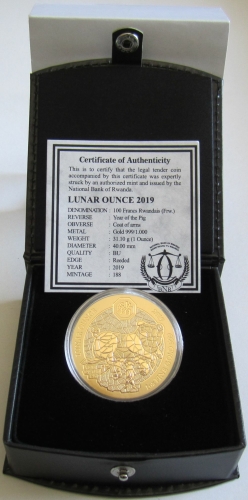 Certificate of Authenticity
This is to certify that the legal tender coin
accompanied by this certificate was expertly
struck by an authorized mint and issued by the
National Bank of Rwanda.
LUNAR OUNCE 2019
DENOMINATION : 100 Francs Rwandais (Frw.)
REVERSE : Year of the Pig
OBVERSE : Coat of arms
METAL : Gold 999/1.000
WEIGHT : 31.10 g (1 Ounce)
DIAMETER : 40.00 mm
QUALITY : BU
EDGE : Reeded
YEAR : 2019
MINTAGE : 188